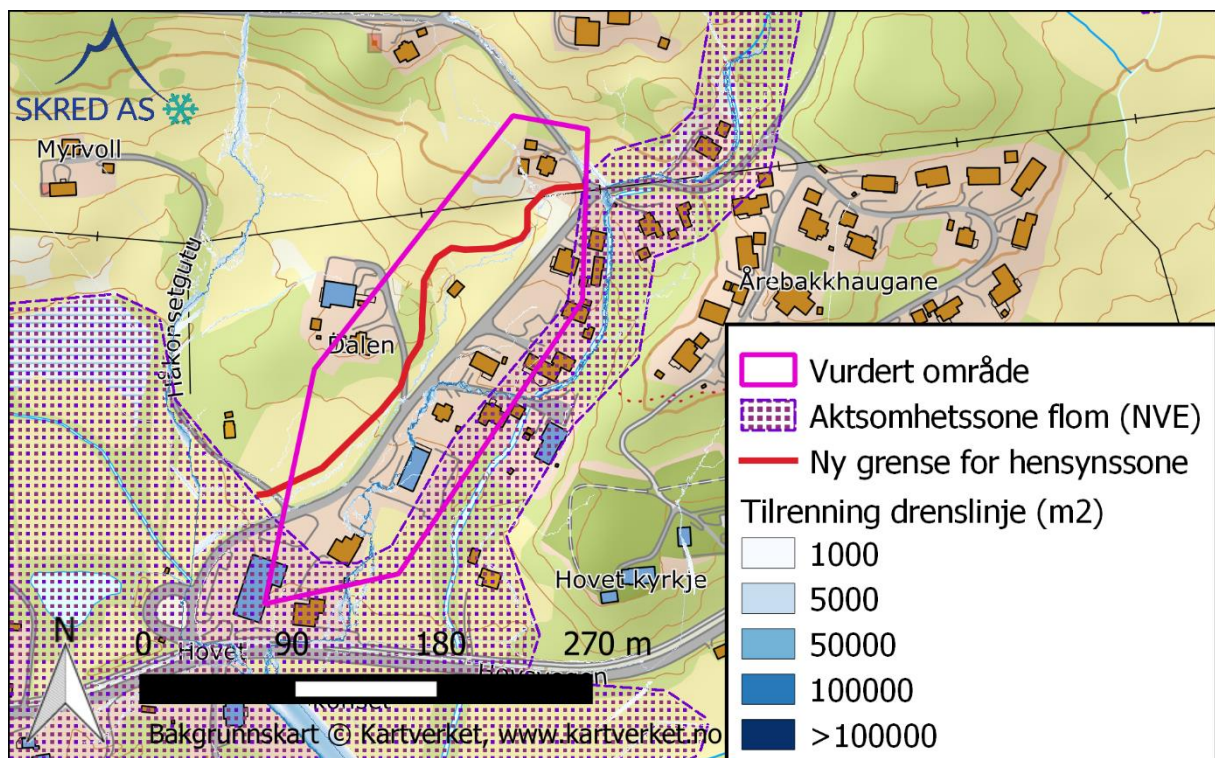 SKRED AS
Myrvoll
Håkonsetgutu
Dalen
Årebakkhaugane
Hovet kyrkje
Hovet
N
0 90 180 270 m
Bakgrunnskart © Kartverket, www.kartverket.no
Vurdert område
Aktsomhetssone flom (NVE)
Ny grense for hensynssone
Tilrenning drenslinje (m2)
1000
5000
50000
100000
>100000